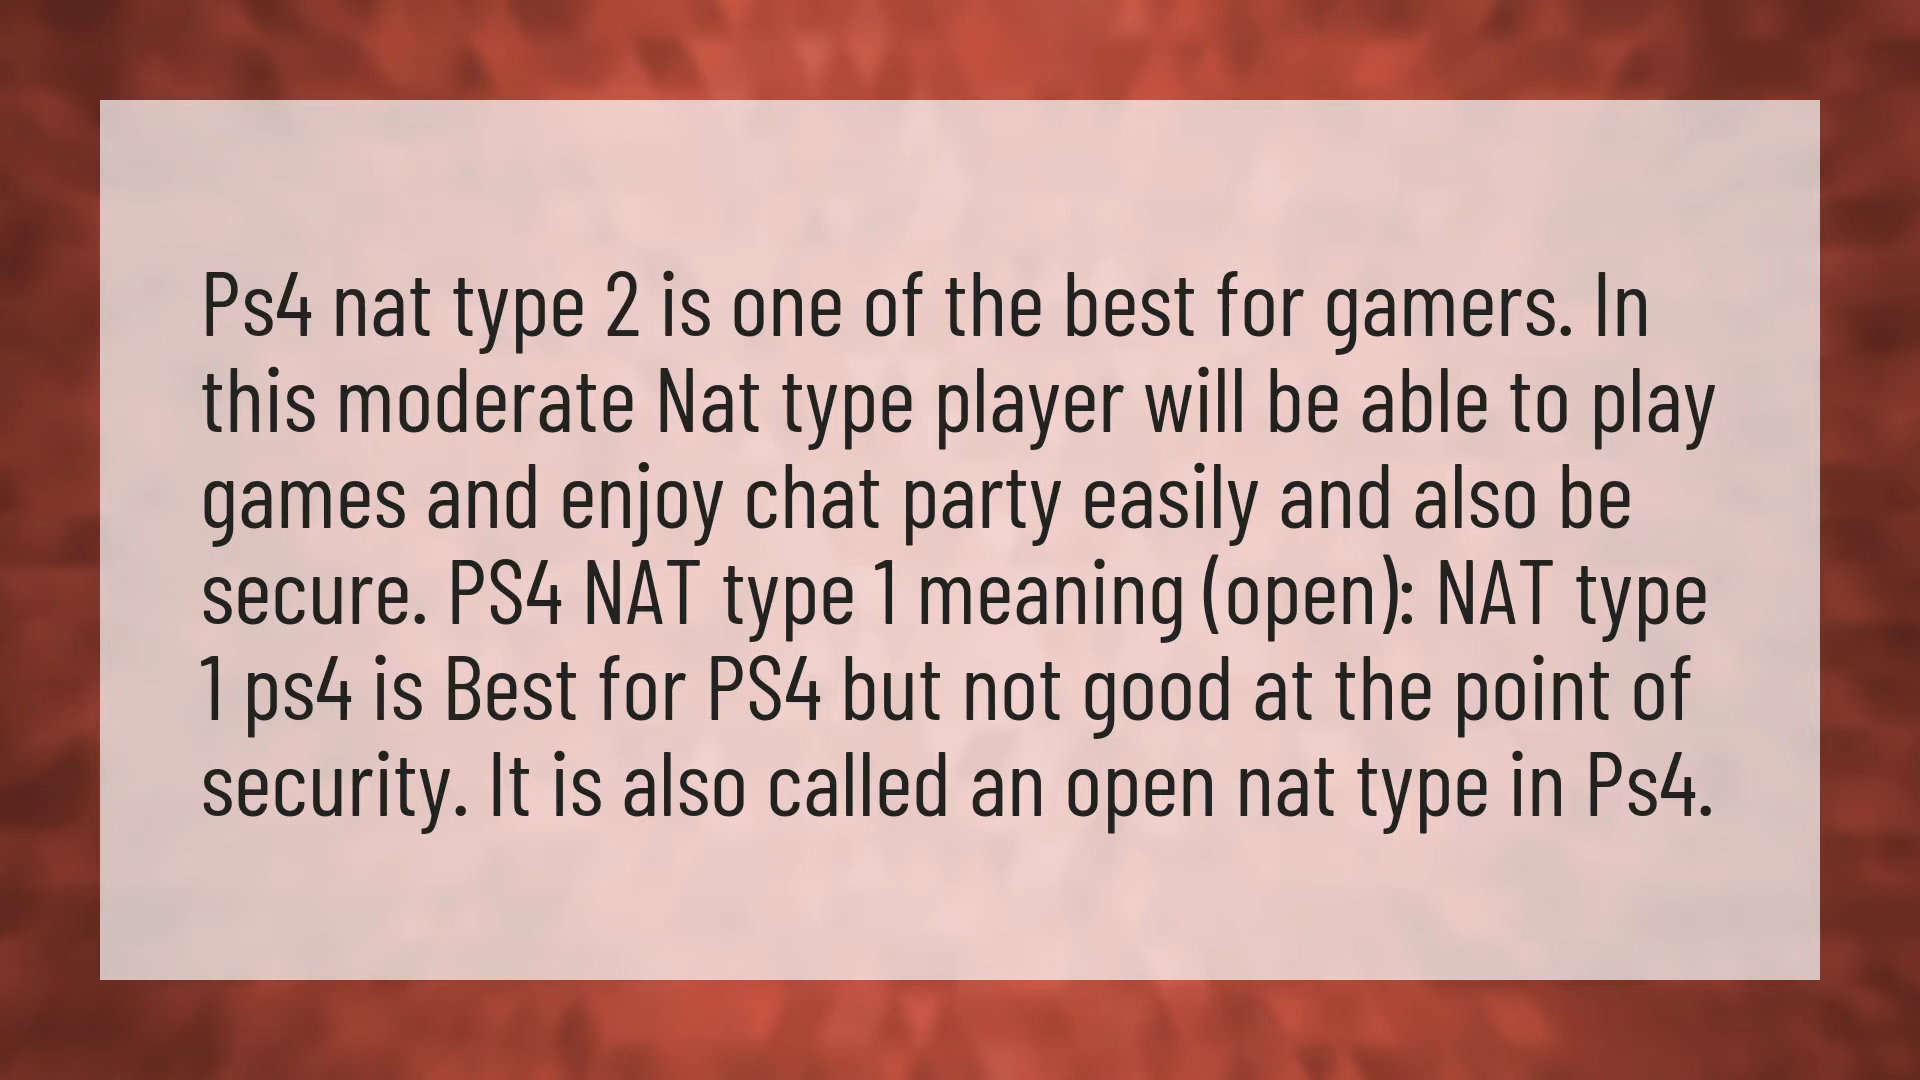 Ps4 nat type 2 is one of the best for gamers. In
this moderate Nat type player will be able to play
games and enjoy chat party easily and also be
secure. PS4 NAT type 1 meaning (open): NAT type
1 ps4 is Best for PS4 but not good at the point of
security. It is also called an open nat type in Ps4.